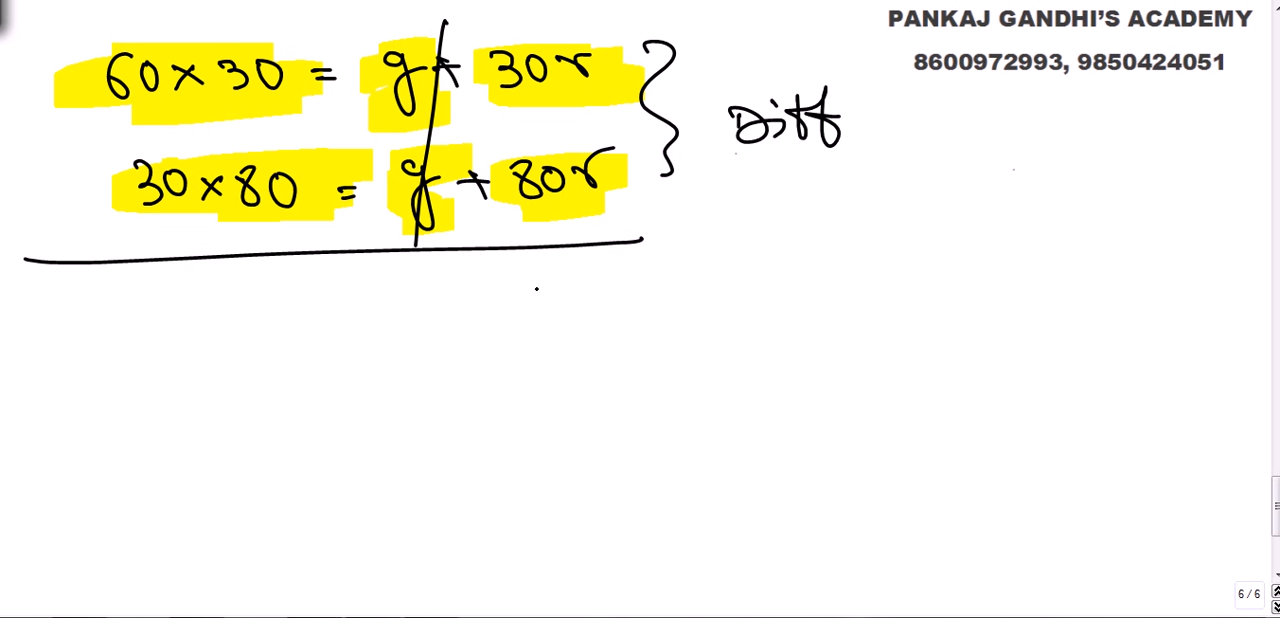 PANKAJ GANDHI'S ACADEMY
8600972993, 9850424051
60 × 30 = g + 30r
30 × 80 = g + 80r
Diff
6 / 6